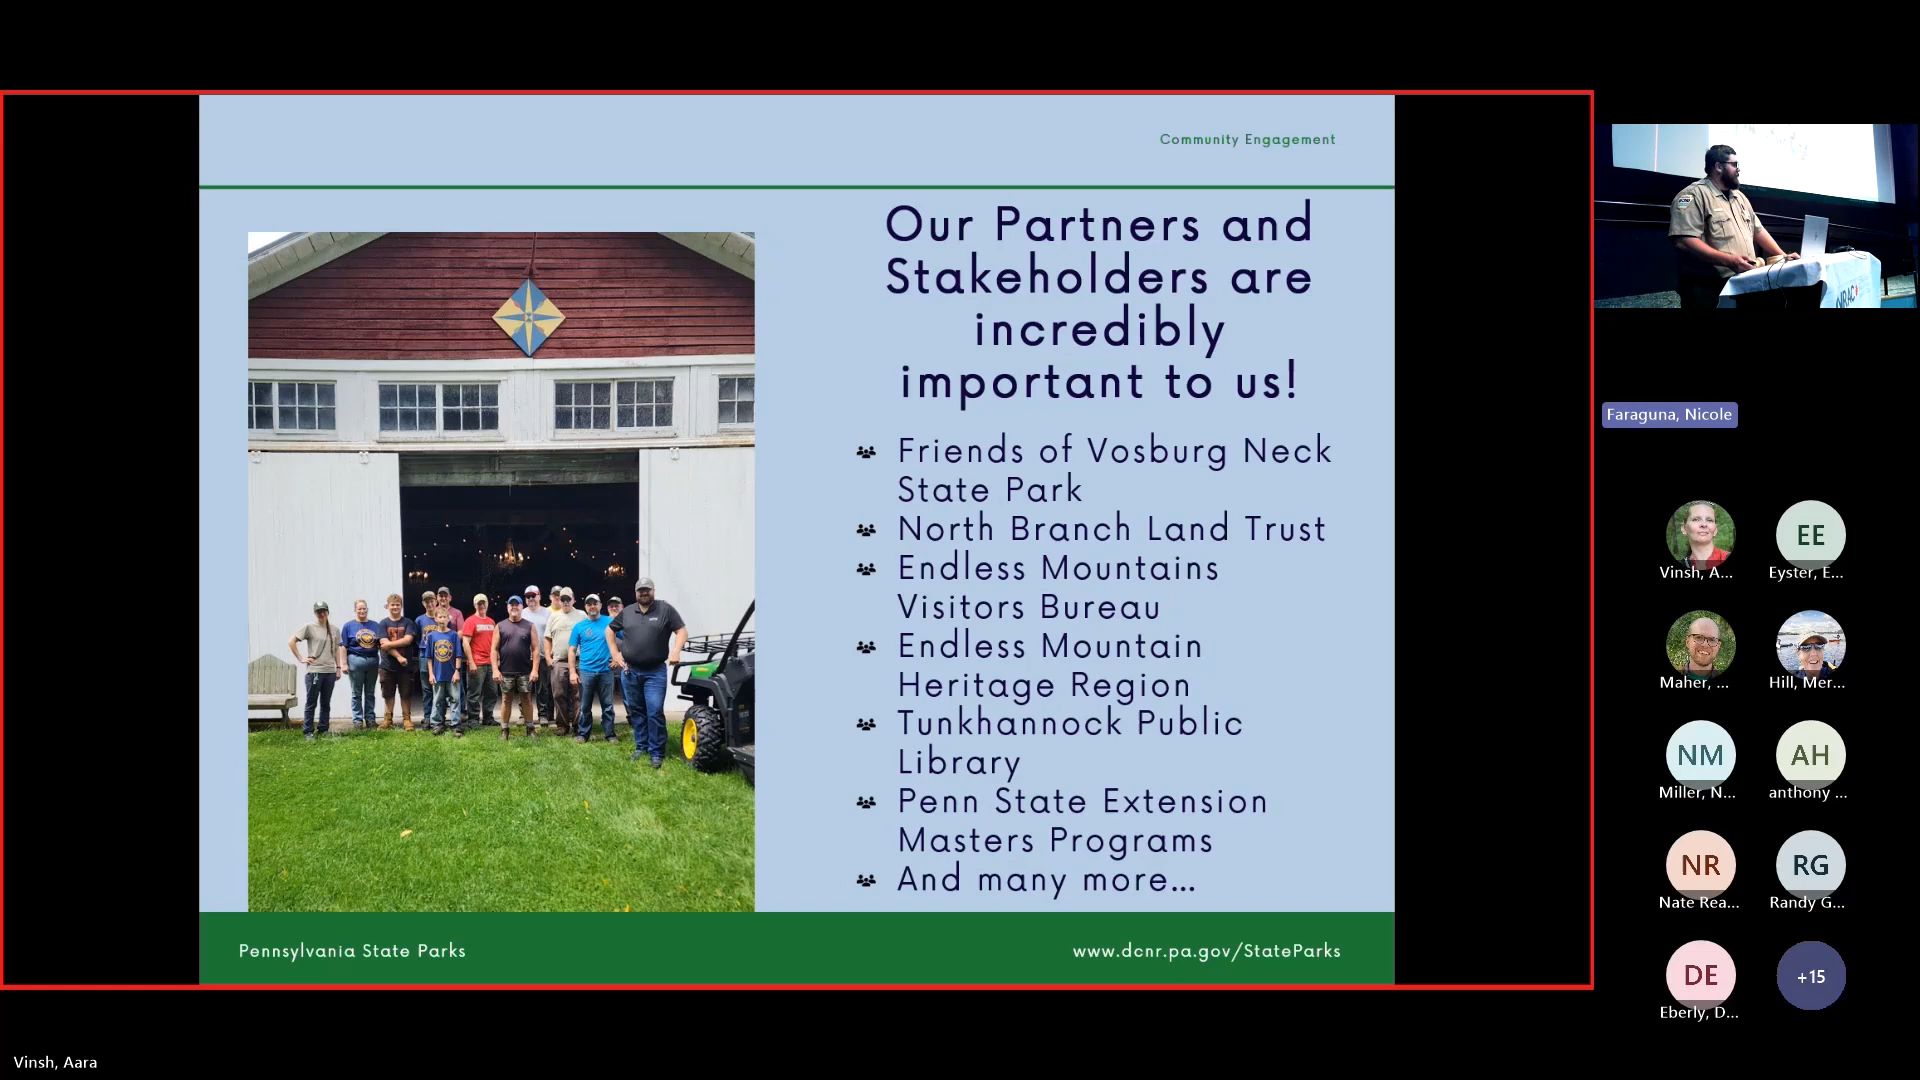 Community Engagement
Our Partners and
Stakeholders are
incredibly
important to us!
Friends of Vosburg Neck
State Park
North Branch Land Trust
Endless Mountains
Visitors Bureau
Endless Mountain
Heritage Region
Tunkhannock Public
Library
Penn State Extension
Masters Programs
And many more...
Pennsylvania State Parks
www.dcnr.pa.gov/StateParks
Faraguna, Nicole
Vinsh, A...
EE
Eyster, E...
Maher, ...
Hill, Mer...
NM
Miller, N...
AH
anthony ...
NR
Nate Rea...
RG
Randy G...
DE
Eberly, D...
+15
Vinsh, Aara